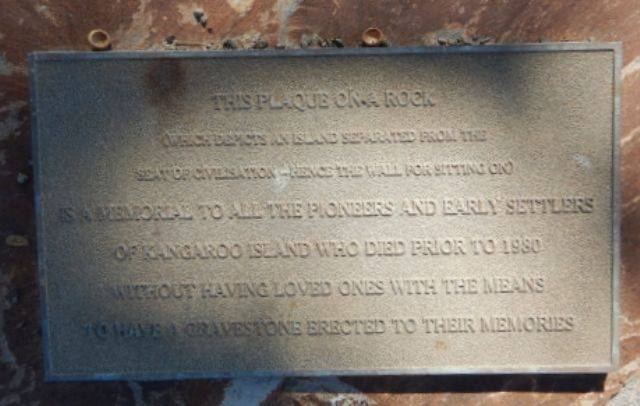 THIS PLAQUE ON A ROCK
(WHICH DEPICTS AN ISLAND SEPARATED FROM THE
SEAT OF CIVILISATION - HENCE THE WALL FOR SITTING ON)
IS A MEMORIAL TO ALL THE PIONEERS AND EARLY SETTLERS
OF KANGAROO ISLAND WHO DIED PRIOR TO 1980
WITHOUT HAVING LOVED ONES WITH THE MEANS
TO HAVE A GRAVESTONE ERECTED TO THEIR MEMORIES